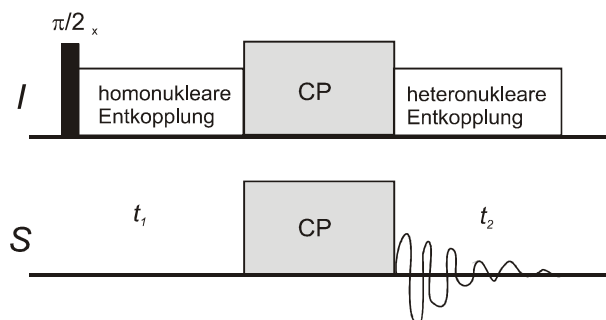 π/2 x
I
homonukleare
Entkopplung
CP
heteronukleare
Entkopplung
S
t1
CP
t2